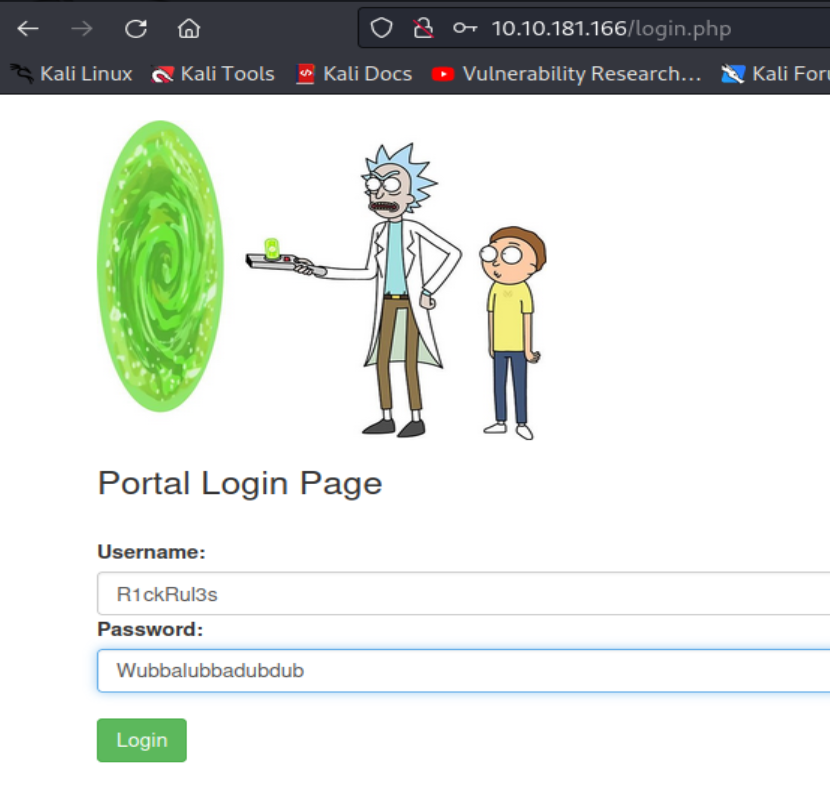 10.10.181.166/login.php
Kali Linux Kali Tools Kali Docs Vulnerability Research... Kali Foru
Portal Login Page
Username:
R1ckRul3s
Password:
Wubbalubbadubdub
Login